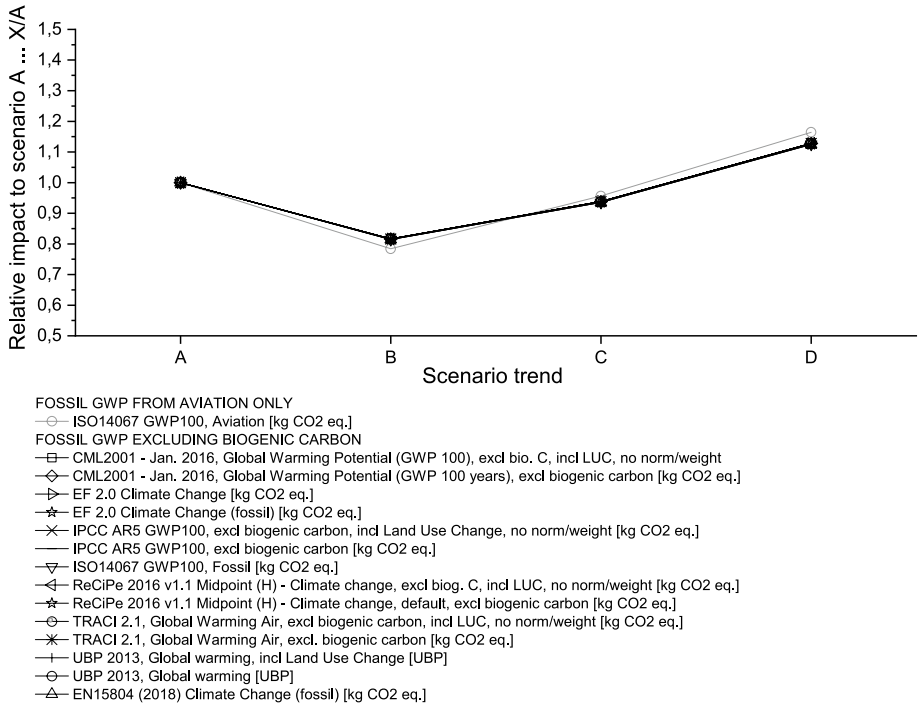 Relative impact to scenario A ... X/A
1,5
1,4
1,3
1,2
1,1
1,0
0,9
0,8
0,7
0,6
0,5
A B C D
Scenario trend
FOSSIL GWP FROM AVIATION ONLY
ISO14067 GWP100, Aviation [kg CO2 eq.]
FOSSIL GWP EXCLUDING BIOGENIC CARBON
CML2001 - Jan. 2016, Global Warming Potential (GWP 100), excl bio. C, incl LUC, no norm/weight
CML2001 - Jan. 2016, Global Warming Potential (GWP 100 years), excl biogenic carbon [kg CO2 eq.]
EF 2.0 Climate Change [kg CO2 eq.]
EF 2.0 Climate Change (fossil) [kg CO2 eq.]
IPCC AR5 GWP100, excl biogenic carbon, incl Land Use Change, no norm/weight [kg CO2 eq.]
IPCC AR5 GWP100, excl biogenic carbon [kg CO2 eq.]
ISO14067 GWP100, Fossil [kg CO2 eq.]
ReCiPe 2016 v1.1 Midpoint (H) - Climate change, excl biog. C, incl LUC, no norm/weight [kg CO2 eq.]
ReCiPe 2016 v1.1 Midpoint (H) - Climate change, default, excl biogenic carbon [kg CO2 eq.]
TRACI 2.1, Global Warming Air, excl biogenic carbon, incl LUC, no norm/weight [kg CO2 eq.]
TRACI 2.1, Global Warming Air, excl. biogenic carbon [kg CO2 eq.]
UBP 2013, Global warming, incl Land Use Change [UBP]
UBP 2013, Global warming [UBP]
EN15804 (2018) Climate Change (fossil) [kg CO2 eq.]